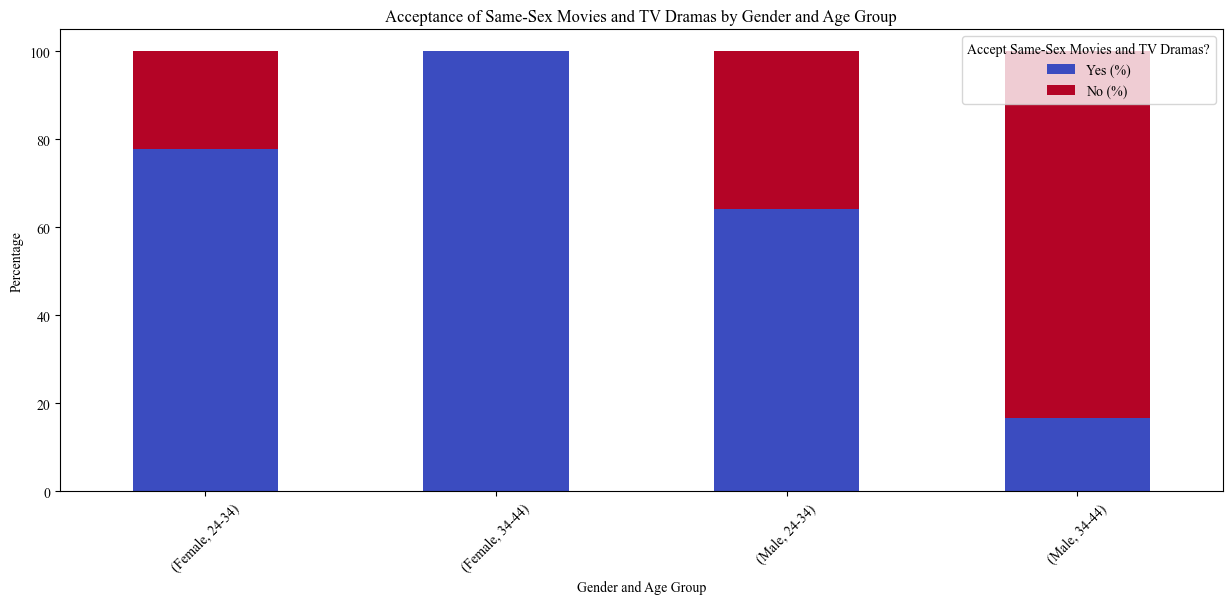 Acceptance of Same-Sex Movies and TV Dramas by Gender and Age Group
Accept Same-Sex Movies and TV Dramas?
Yes (%)
No (%)
Percentage
100
80
60
40
20
0
(Female, 24-34)
(Female, 34-44)
(Male, 24-34)
(Male, 34-44)
Gender and Age Group